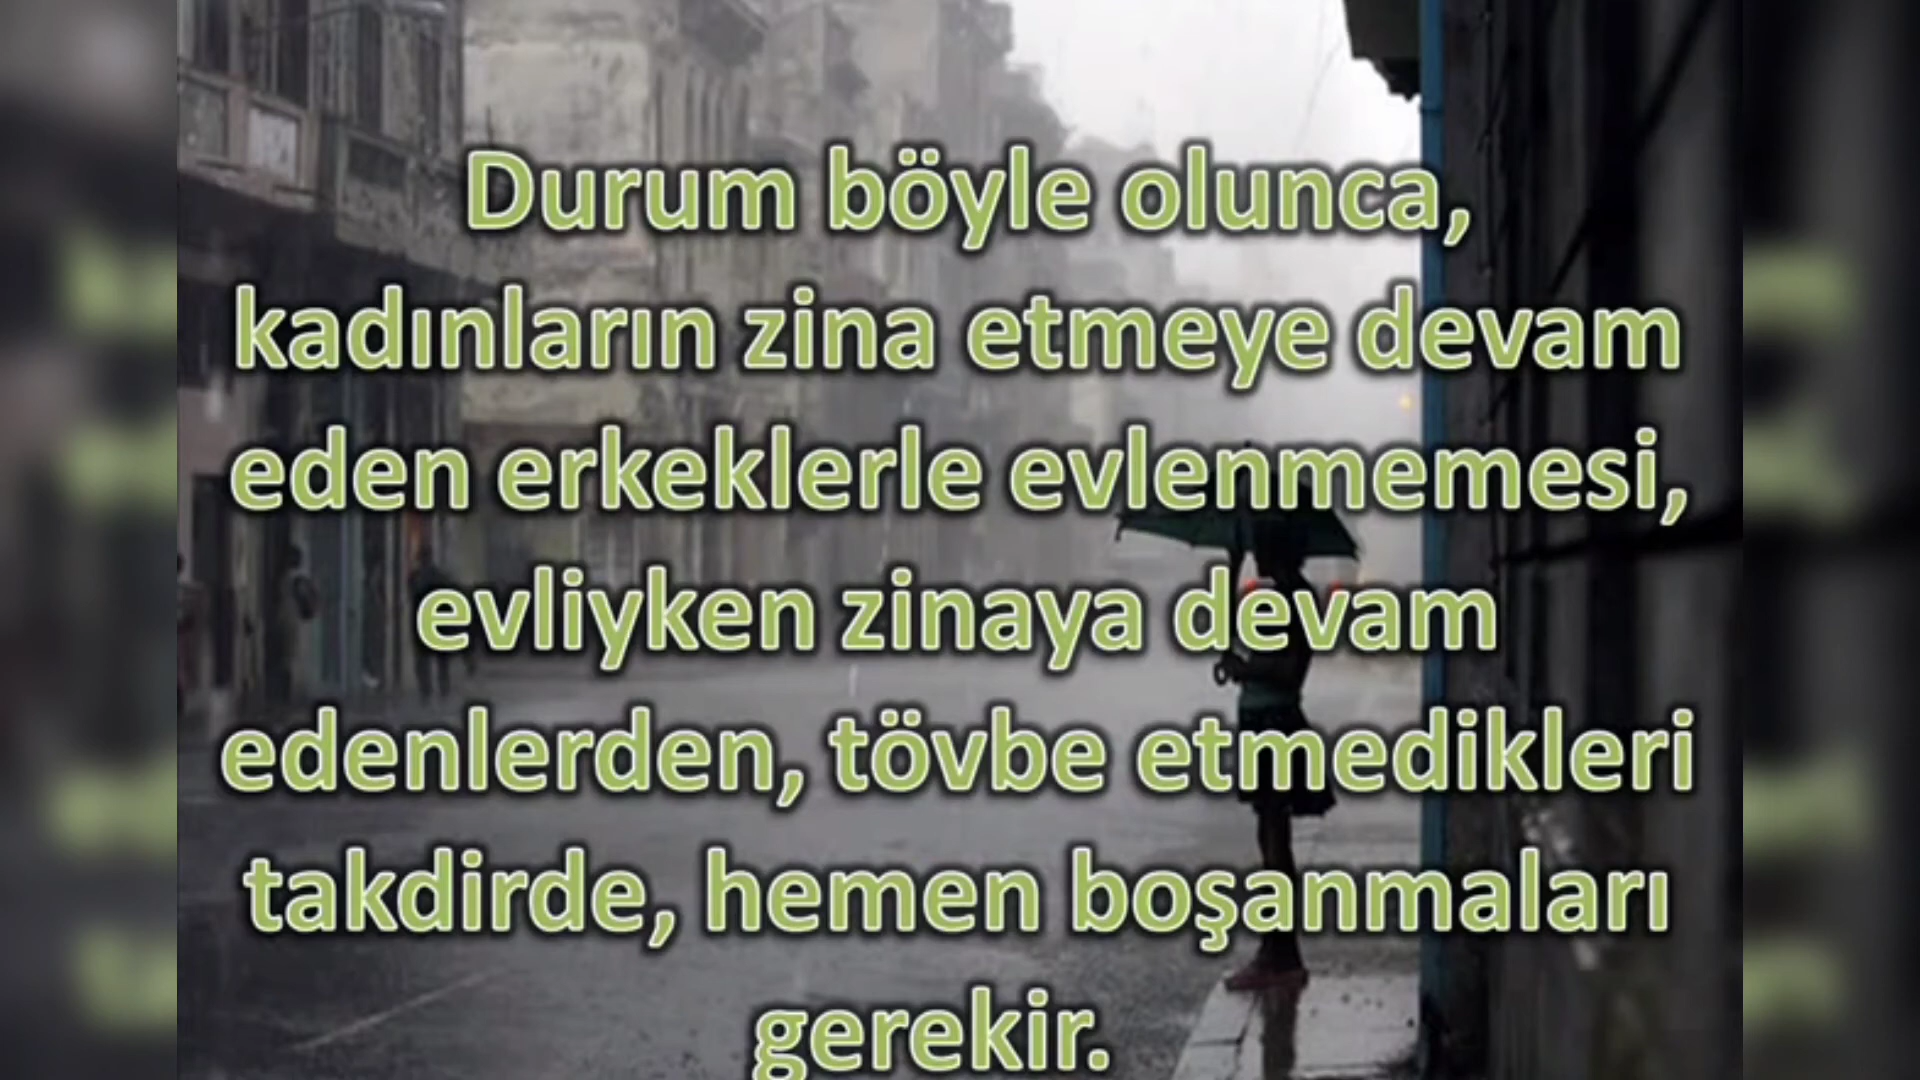 Durum böyle olunca,
kadınların zina etmeye devam
eden erkeklerle evlenmemesi,
evliyken zinaya devam
edenlerden, tövbe etmedikleri
takdirde, hemen boşanmaları
gerekir.